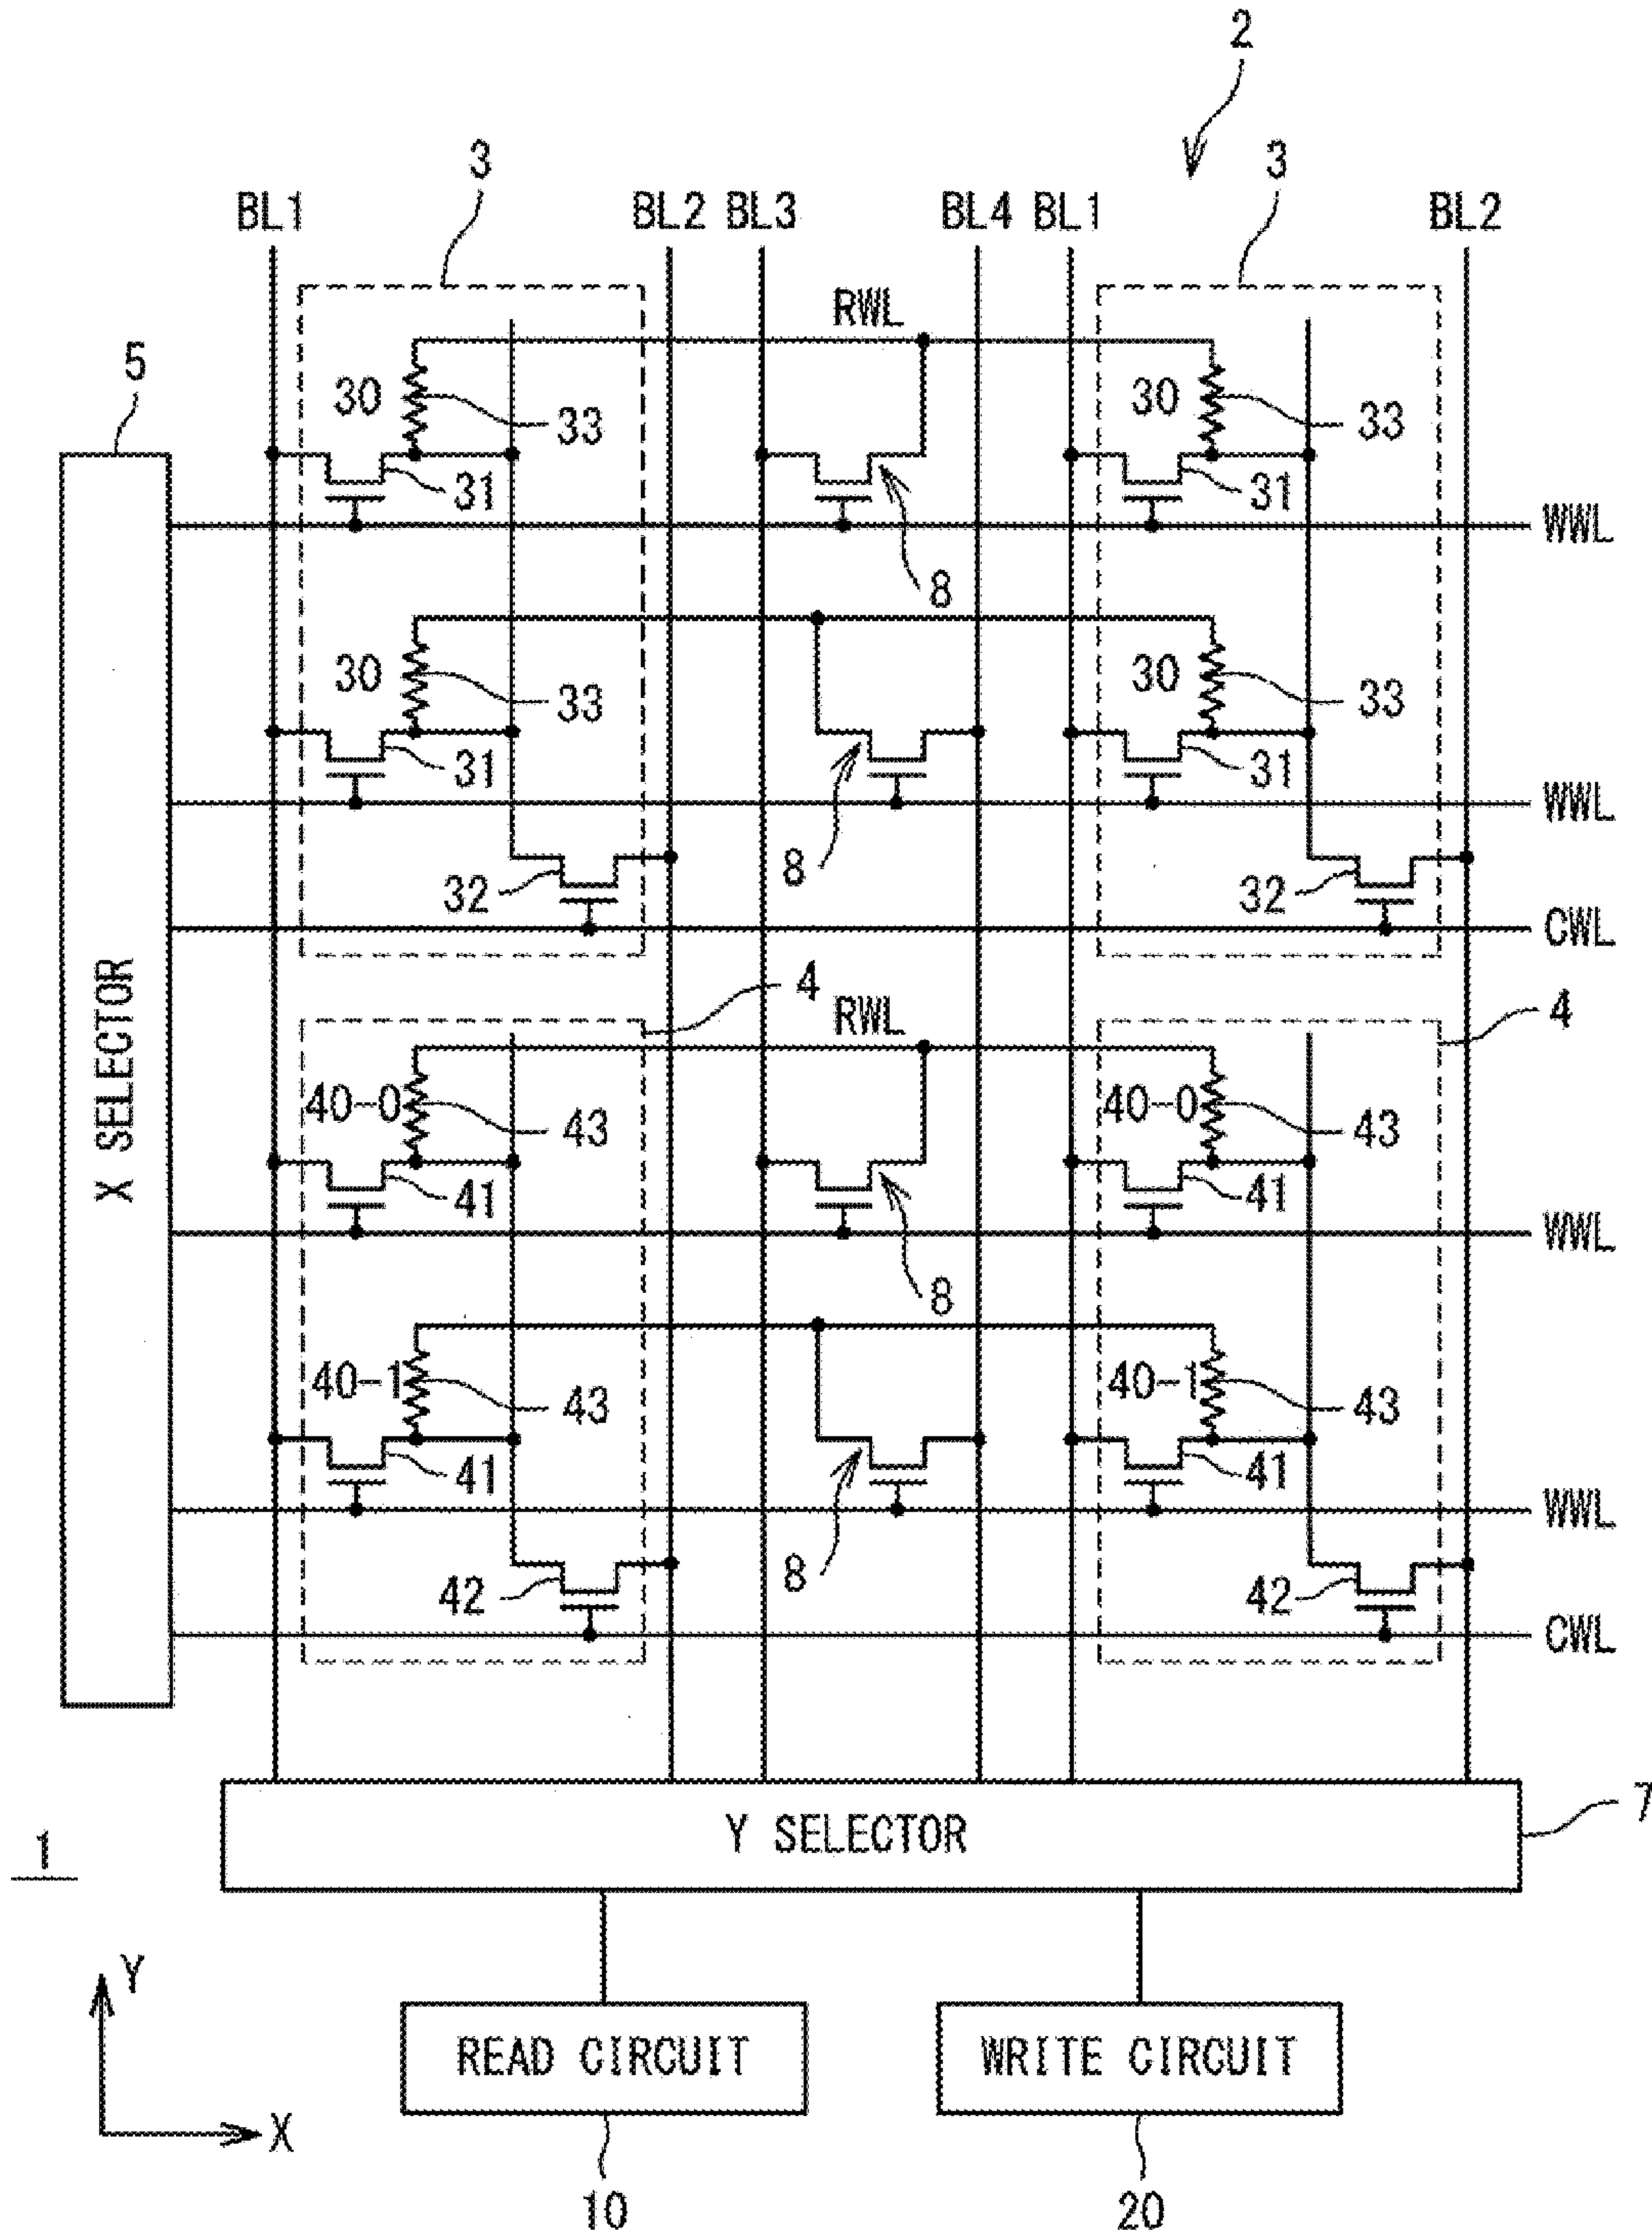 2
3 3
BL1 BL2 BL3 BL4 BL1 BL2
RWL
5
30 33 30 33
31 31
WWL
8
30 33 30 33
31 31
WWL
8
32 32
CWL
X SELECTOR
4 RWL 4
40-0 43 40-0 43
41 41
WWL
8
40-1 43 40-1 43
41 41
WWL
8
42 42
CWL
7
Y SELECTOR
1
Y
READ CIRCUIT WRITE CIRCUIT
X
10 20